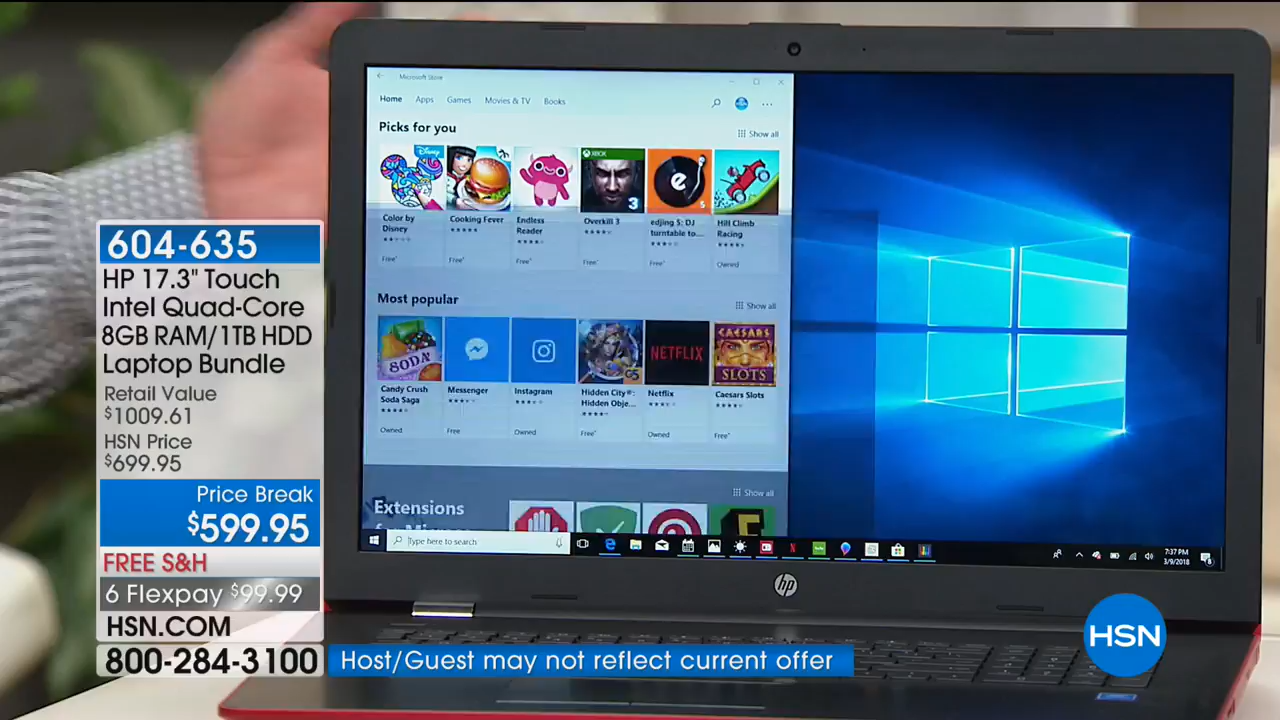 604-635
HP 17.3" Touch
Intel Quad-Core
8GB RAM/1TB HDD
Laptop Bundle
Retail Value
$1009.61
HSN Price
$699.95
Price Break
$599.95
FREE S&H
6 Flexpay $99.99
HSN.COM
800-284-3100
Host/Guest may not reflect current offer
HSN
Microsoft Store
Home Apps Games Movies & TV Books
Picks for you
Show all
Disney
XBOX
3
e
5
Color by Disney
Cooking Fever
Endless Reader
Overkill 3
edjing 5: DJ turntable to...
Hill Climb Racing
Free* Free* Free* Free* Free* Owned
Most popular
Show all
SODA
NETFLIX
CAESARS SLOTS
Candy Crush Soda Saga
Messenger
Instagram
Hidden City®: Hidden Obje...
Netflix
Caesars Slots
Owned Free Owned Free* Owned Free*
Extensions
Show all
Type here to search
7:37 PM
3/9/2018
hp